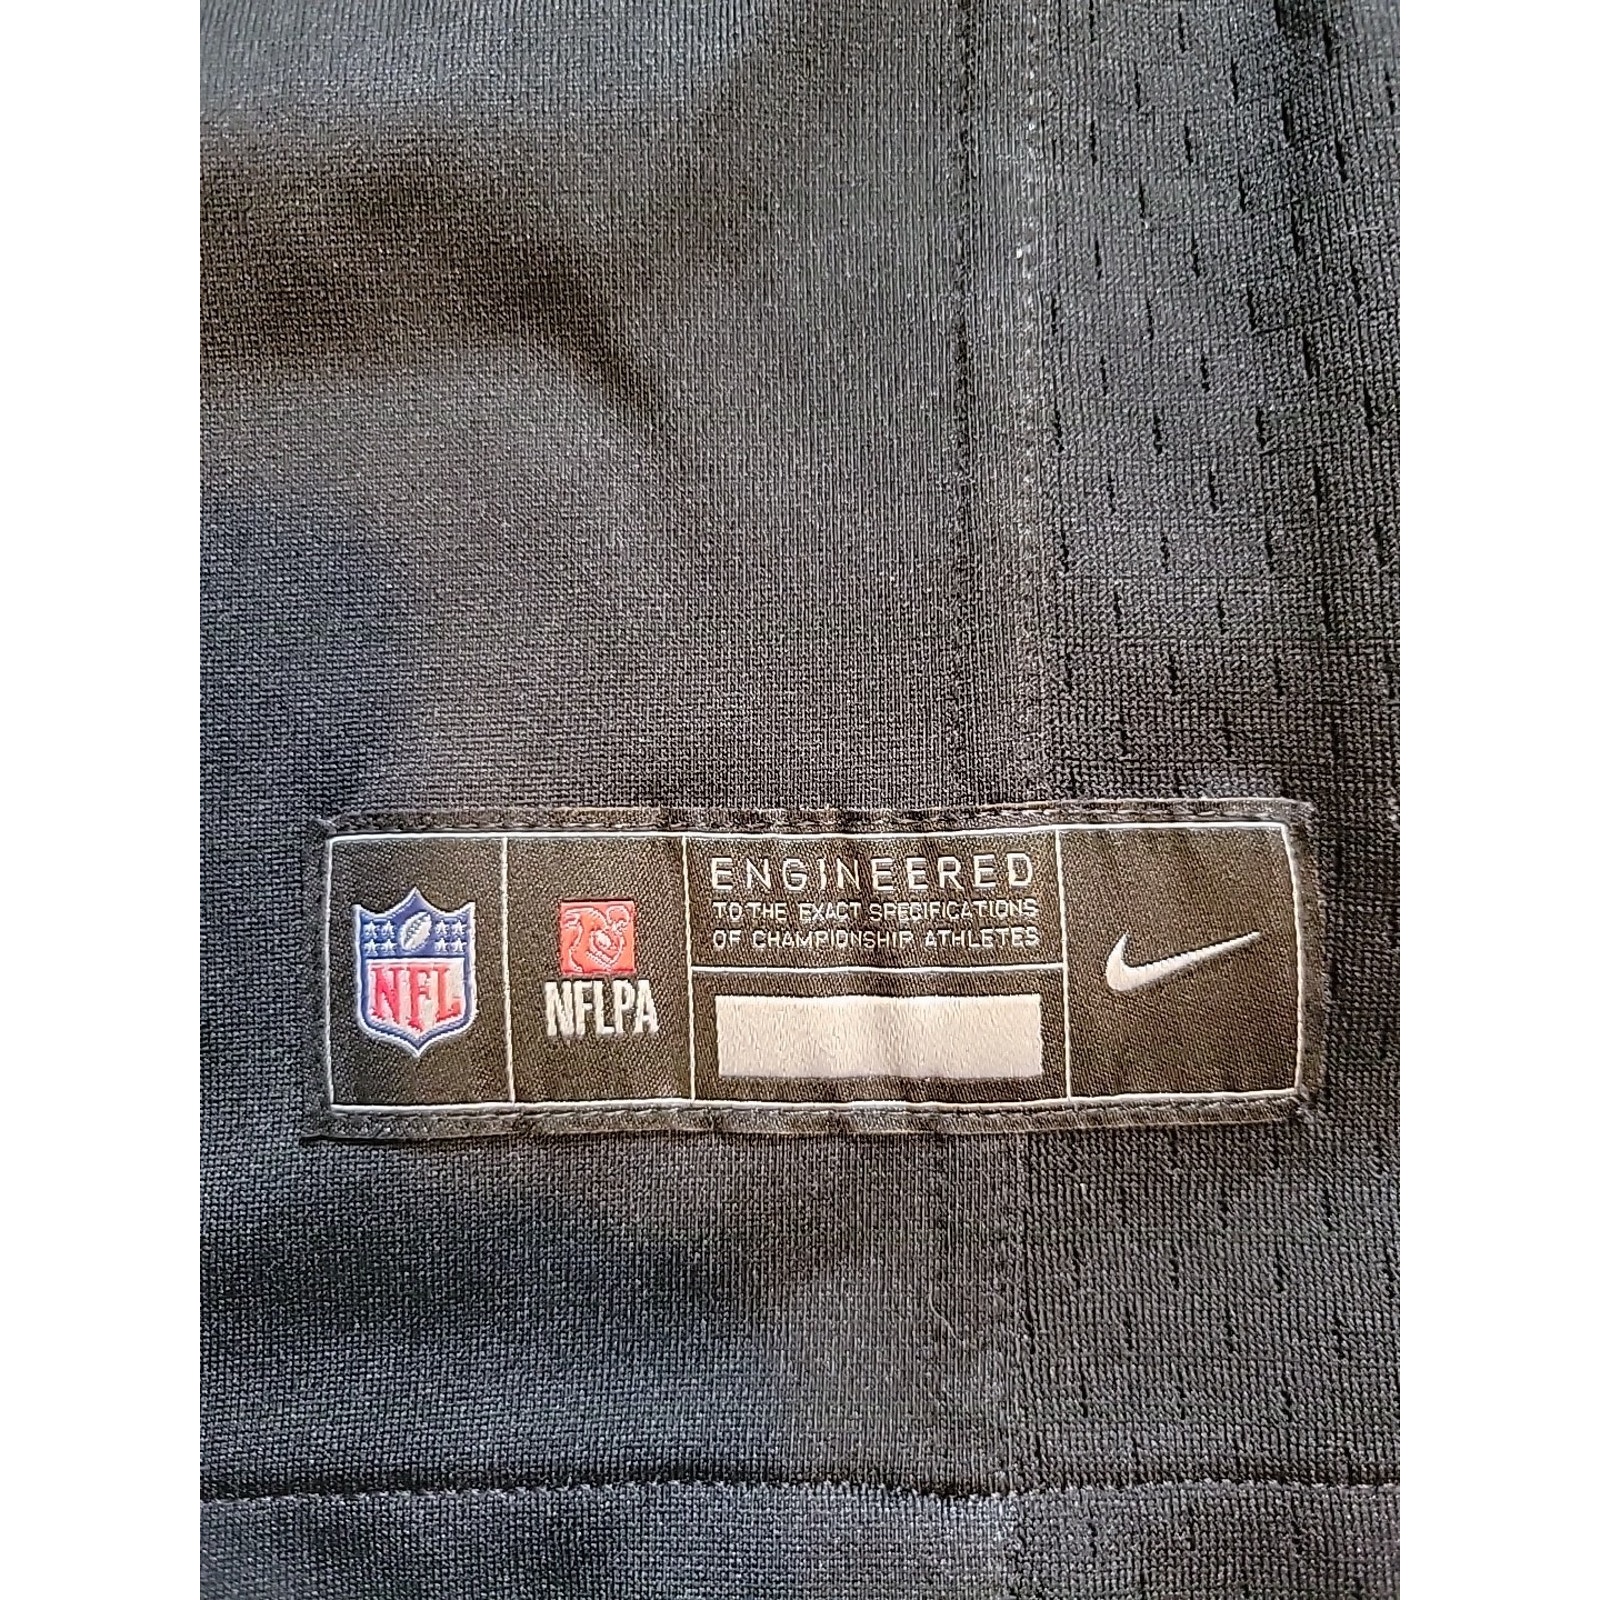 NFL
NFLPA
ENGINEERED
TO THE EXACT SPECIFICATIONS
OF CHAMPIONSHIP ATHLETES